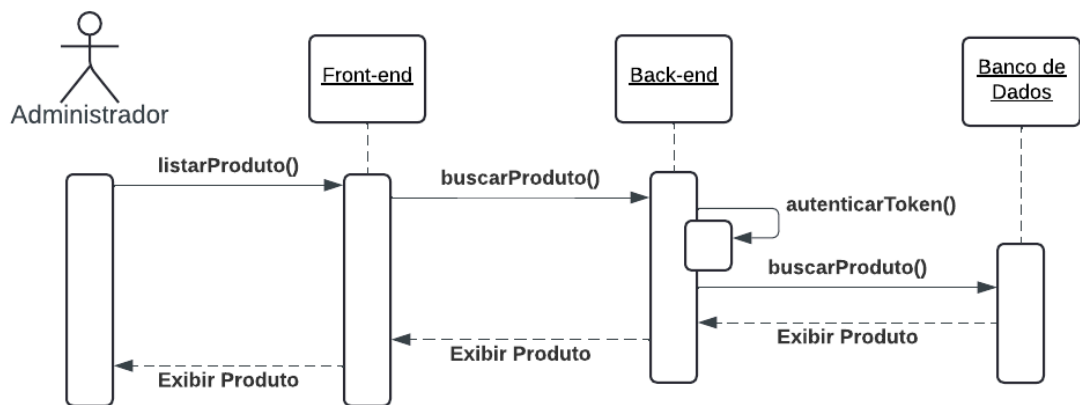 Front-end
Back-end
Banco de
Dados
Administrador
listarProduto()
buscarProduto()
autenticarToken()
buscarProduto()
Exibir Produto
Exibir Produto
Exibir Produto